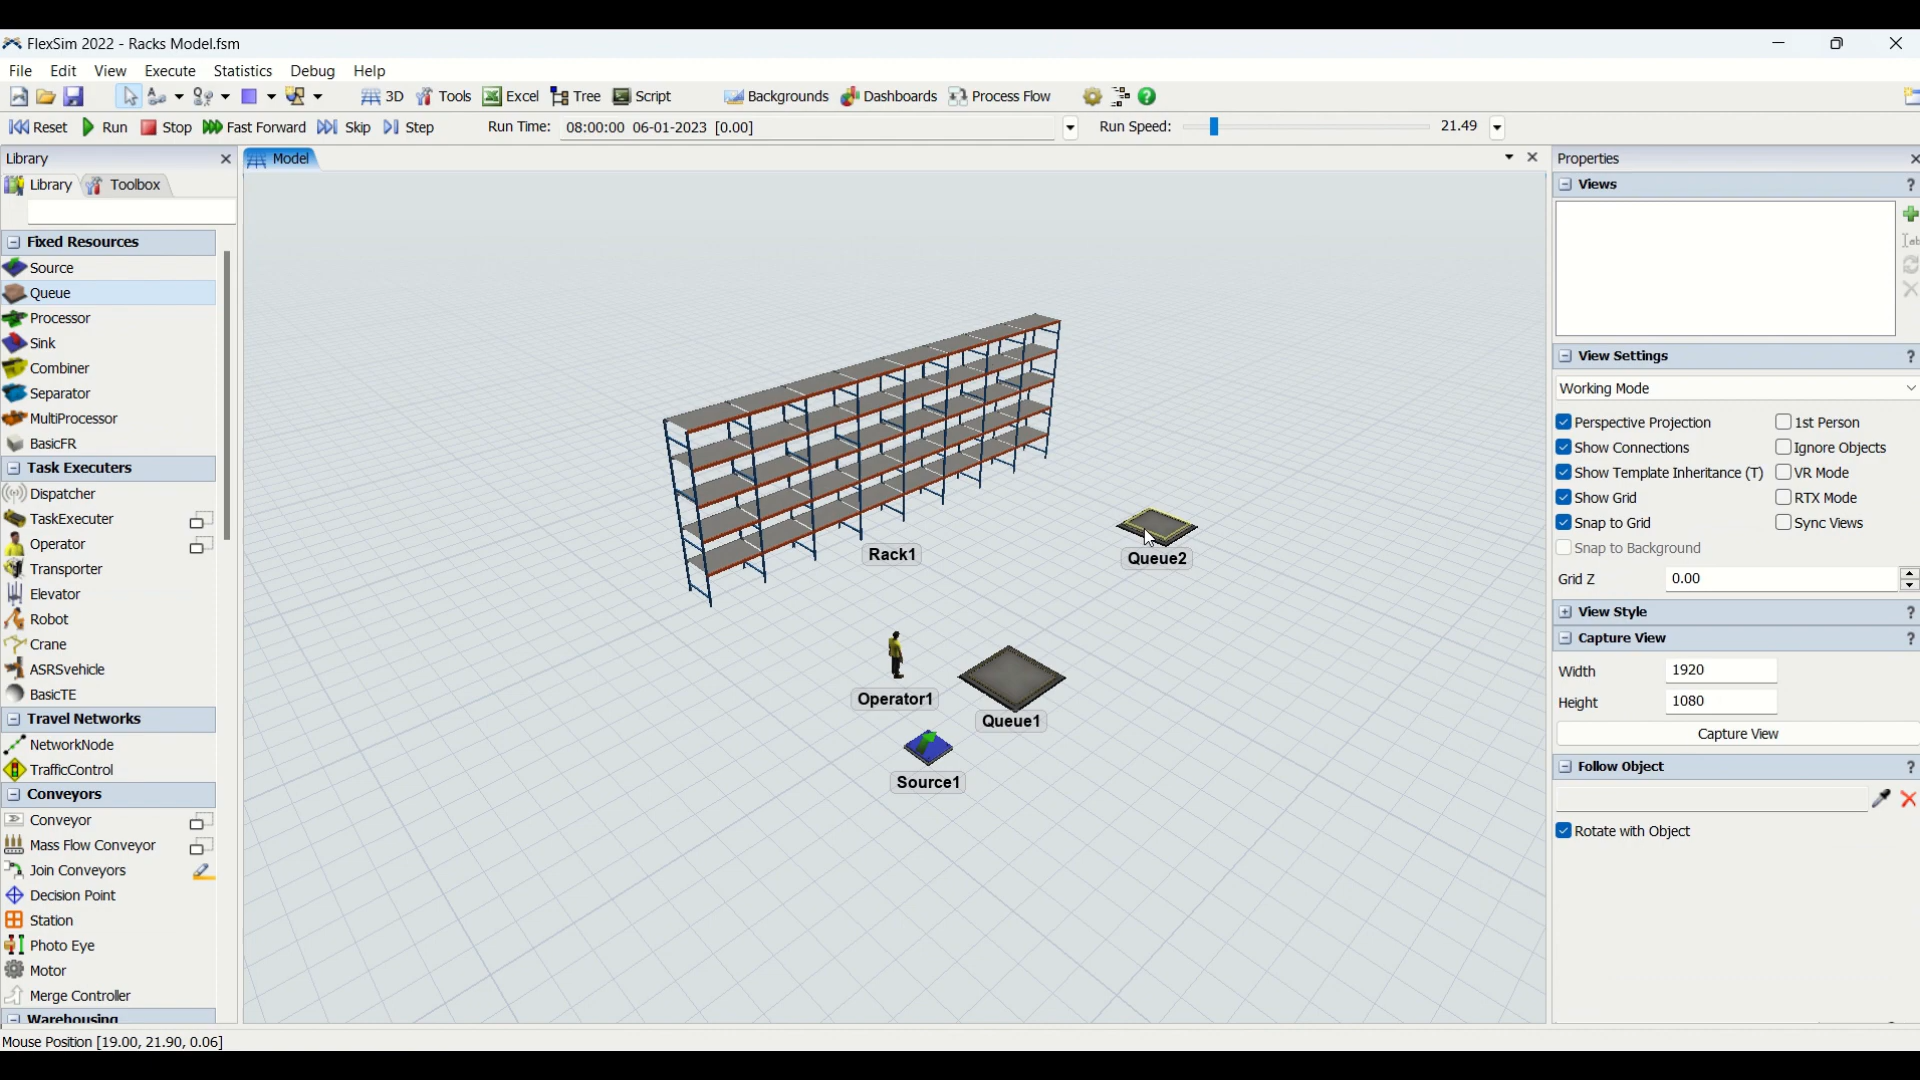 FlexSim 2022 - Racks Model.fsm
File Edit View Execute Statistics Debug Help
3D Tools Excel Tree Script Backgrounds Dashboards Process Flow
Reset Run Stop Fast Forward Skip Step Run Time: 08:00:00 06-01-2023 [0.00] Run Speed: 21.49
Library
Library Toolbox
Fixed Resources
Source
Queue
Processor
Sink
Combiner
Separator
MultiProcessor
BasicFR
Task Executers
Dispatcher
TaskExecuter
Operator
Transporter
Elevator
Robot
Crane
ASRSvehicle
BasicTE
Travel Networks
NetworkNode
TrafficControl
Conveyors
Conveyor
Mass Flow Conveyor
Join Conveyors
Decision Point
Station
Photo Eye
Motor
Merge Controller
Warehousing
Model
Rack1
Queue2
Operator1
Queue1
Source1
Properties
Views
View Settings
Working Mode
Perspective Projection 1st Person
Show Connections Ignore Objects
Show Template Inheritance (T) VR Mode
Show Grid RTX Mode
Snap to Grid Sync Views
Snap to Background
Grid Z 0.00
View Style
Capture View
Width 1920
Height 1080
Capture View
Follow Object
Rotate with Object
Mouse Position [19.00, 21.90, 0.06]